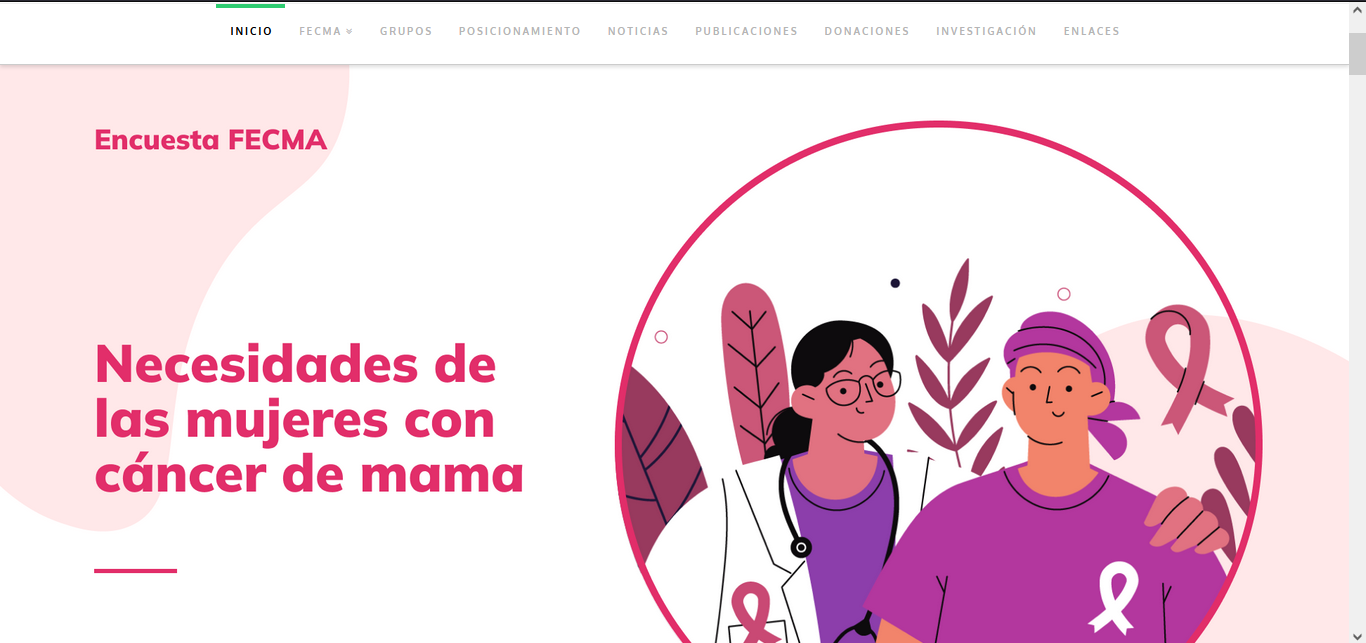 INICIO FECMA GRUPOS POSICIONAMIENTO NOTICIAS PUBLICACIONES DONACIONES INVESTIGACIÓN ENLACES
Encuesta FECMA
Necesidades de
las mujeres con
cáncer de mama